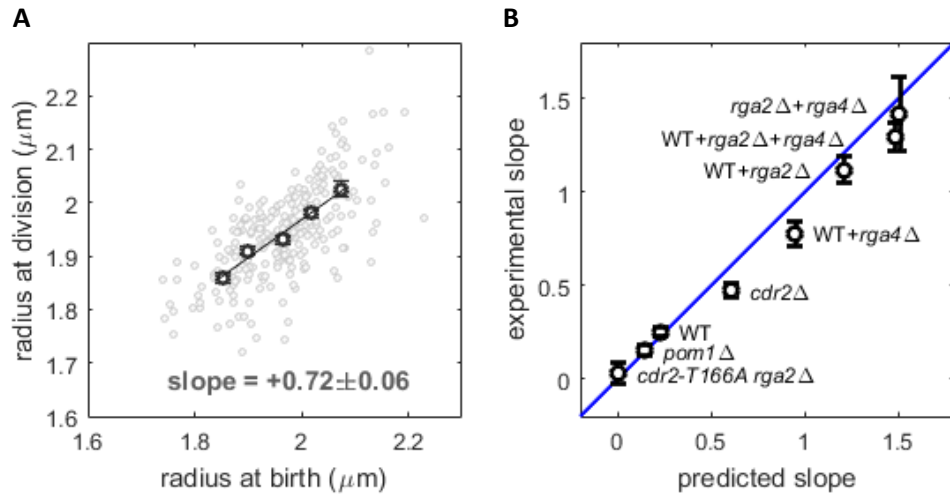 A
radius at division (μm)
2.2
2.1
2
1.9
1.8
1.7
1.6
slope = +0.72±0.06
1.6
1.8
2
2.2
radius at birth (μm)
B
experimental slope
1.5
1
0.5
0
rga2Δ+rga4Δ
WT+rga2Δ+rga4Δ
WT+rga2Δ
WT+rga4Δ
cdr2Δ
WT
pom1Δ
cdr2-T166A rga2Δ
0
0.5
1
1.5
predicted slope